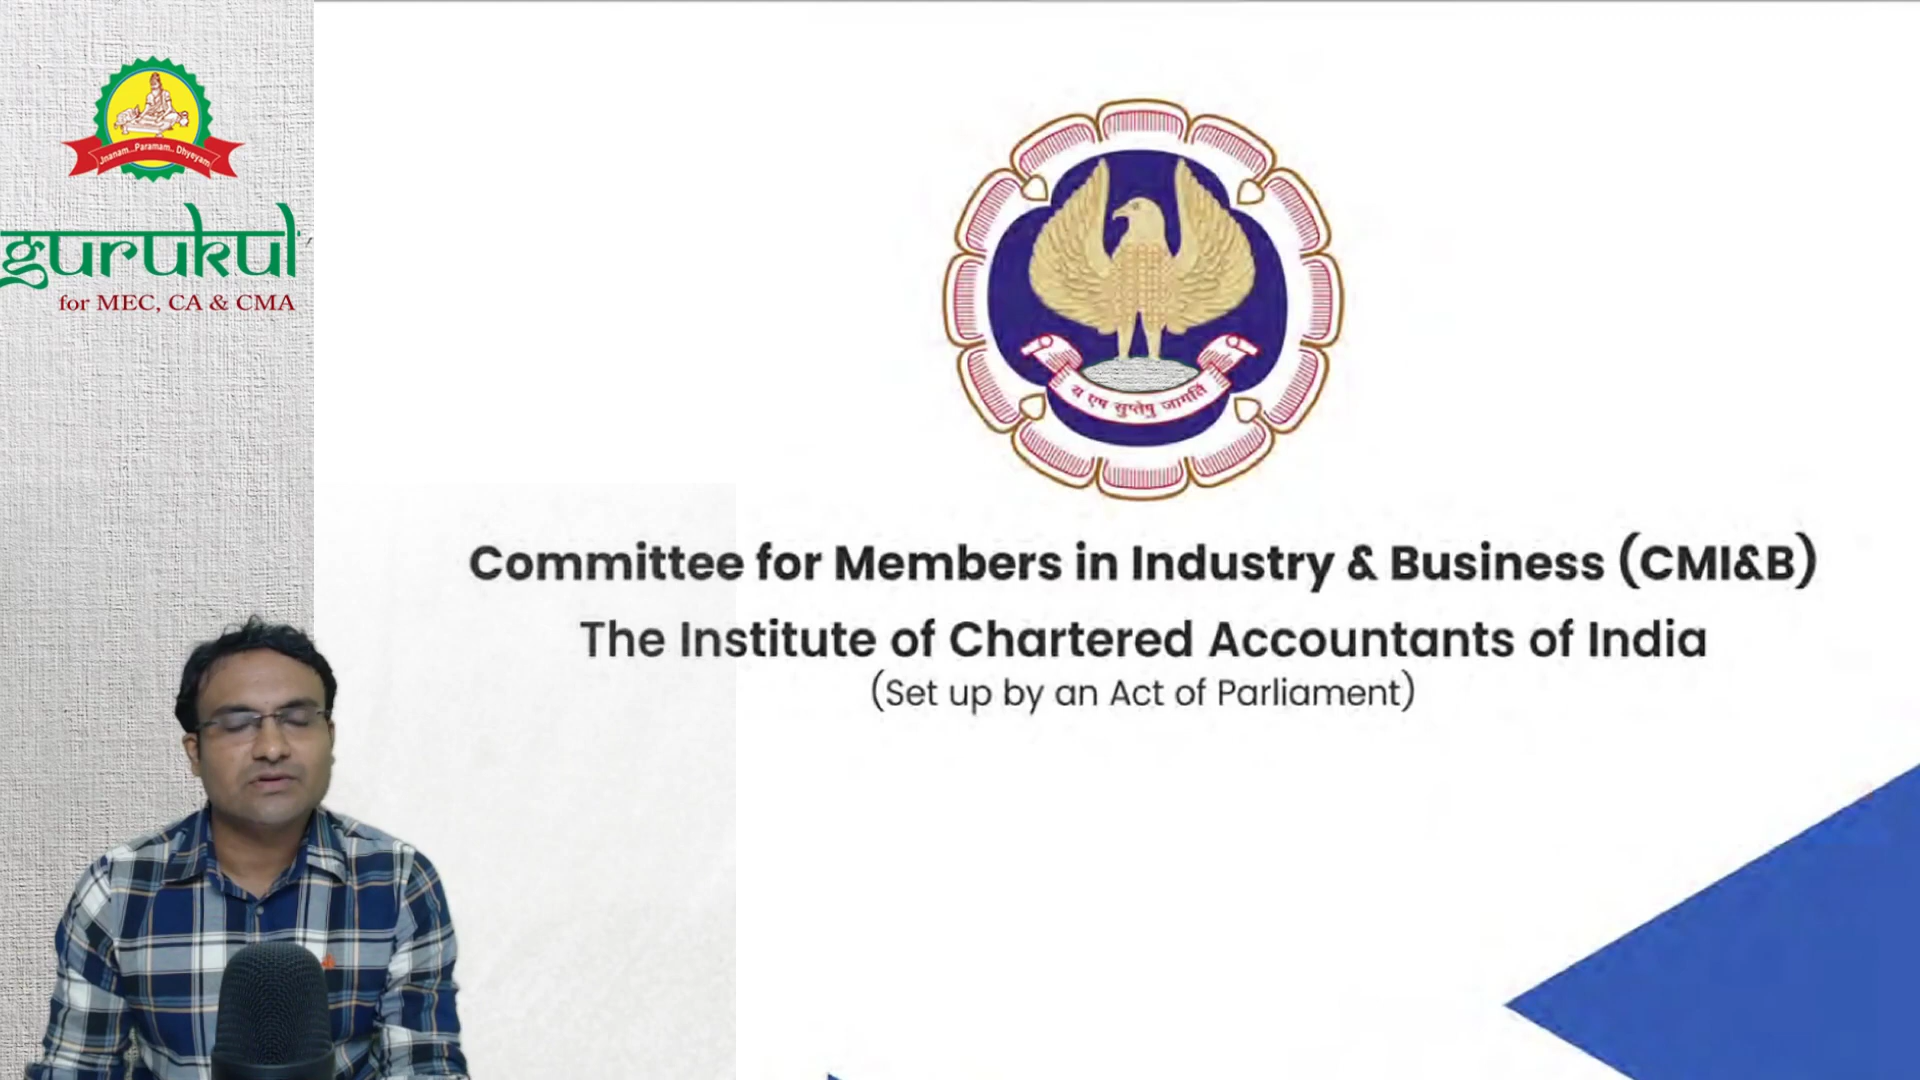 Jnanam...Paramam.. Dhyeyam
gurukul
for MEC, CA & CMA
य एष सुप्तेषु जागर्ति
Committee for Members in Industry & Business (CMI&B)
The Institute of Chartered Accountants of India
(Set up by an Act of Parliament)